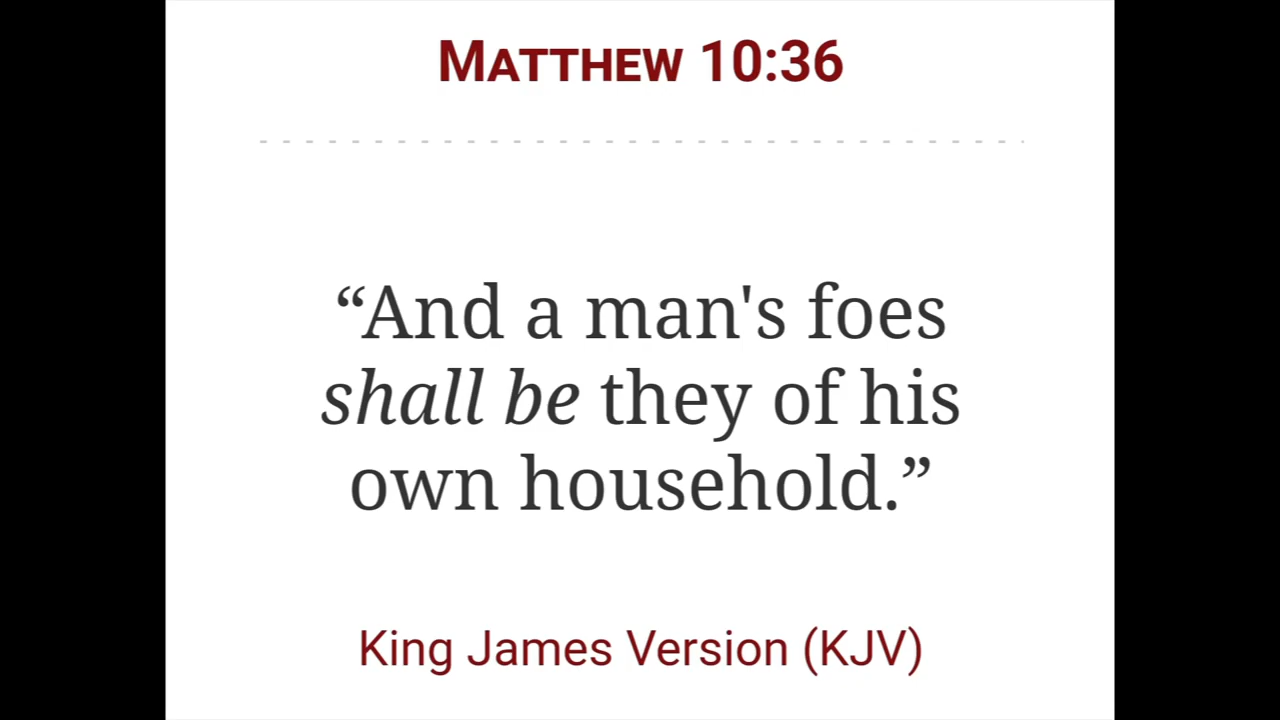 Matthew 10:36
“And a man's foes
shall be they of his
own household.”
King James Version (KJV)